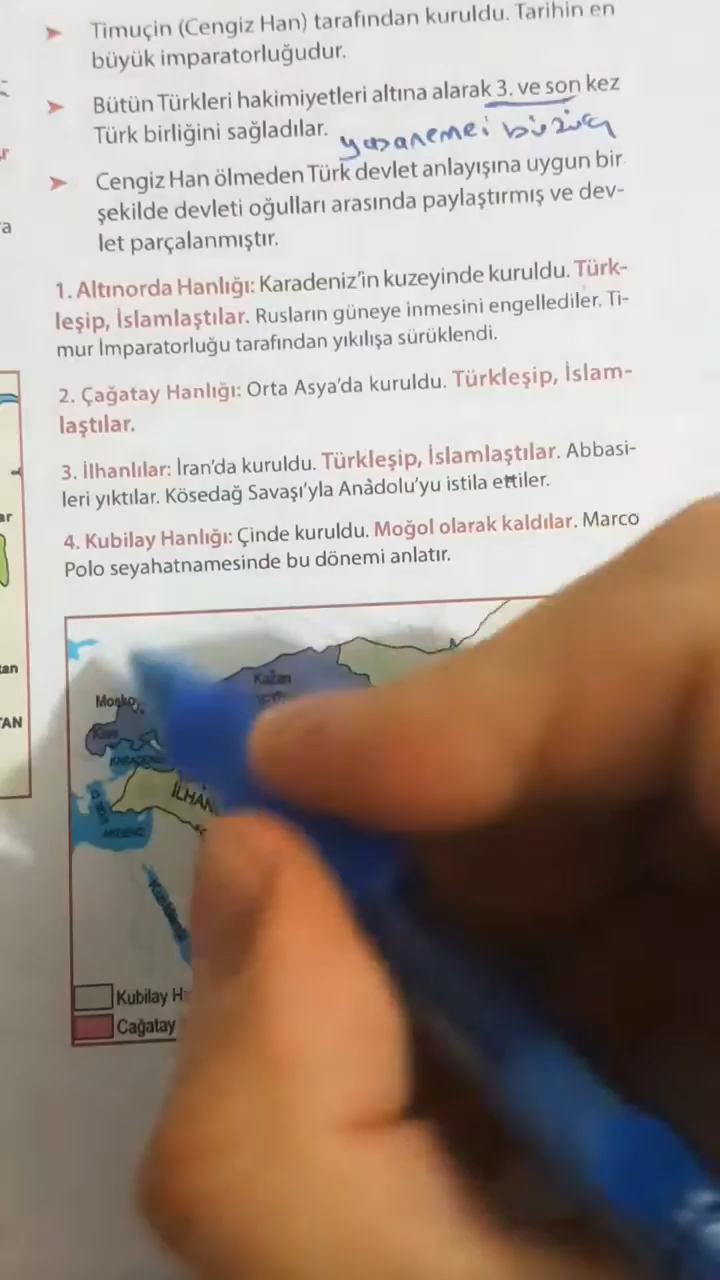 Timuçin (Cengiz Han) tarafından kuruldu. Tarihin en
büyük imparatorluğudur.
Bütün Türkleri hakimiyetleri altına alarak 3. ve son kez
Türk birliğini sağladılar.
Cengiz Han ölmeden Türk devlet anlayışına uygun bir
şekilde devleti oğulları arasında paylaştırmış ve dev-
let parçalanmıştır.
1. Altınorda Hanlığı: Karadeniz'in kuzeyinde kuruldu. Türk-
leşip, İslamlaştılar. Rusların güneye inmesini engellediler. Ti-
mur İmparatorluğu tarafından yıkılışa sürüklendi.
2. Çağatay Hanlığı: Orta Asya'da kuruldu. Türkleşip, İslam-
laştılar.
3. İlhanlılar: İran'da kuruldu. Türkleşip, İslamlaştılar. Abbasi-
leri yıktılar. Kösedağ Savaşı'yla Anadolu'yu istila ettiler.
4. Kubilay Hanlığı: Çinde kuruldu. Moğol olarak kaldılar. Marco
Polo seyahatnamesinde bu dönemi anlatır.
Kazan
Kiev
KARADENİZ
İLHAN
AKDENİZ
Kubilay H
Çağatay